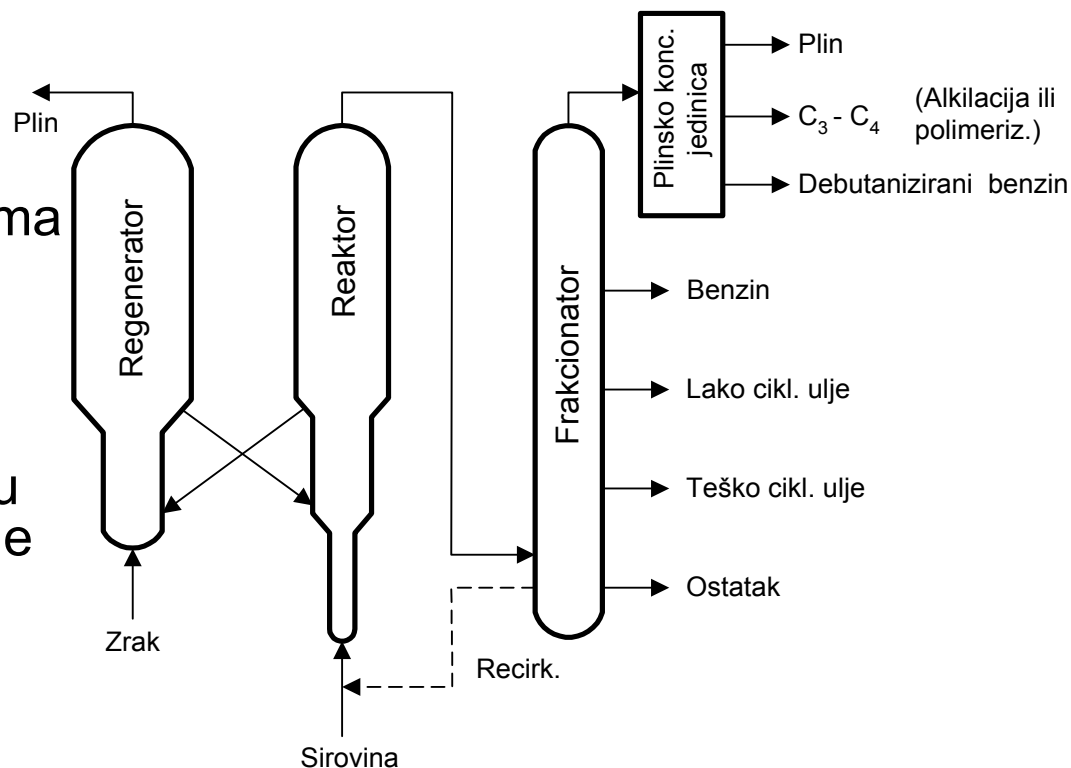 Plin
ma
u
e
Regenerator
Zrak
Reaktor
Sirovina
Recirk.
Frakcionator
Plinsko konc.
jedinica
Plin
C₃ - C₄
(Alkilacija ili
polimeriz.)
Debutanizirani benzin
Benzin
Lako cikl. ulje
Teško cikl. ulje
Ostatak